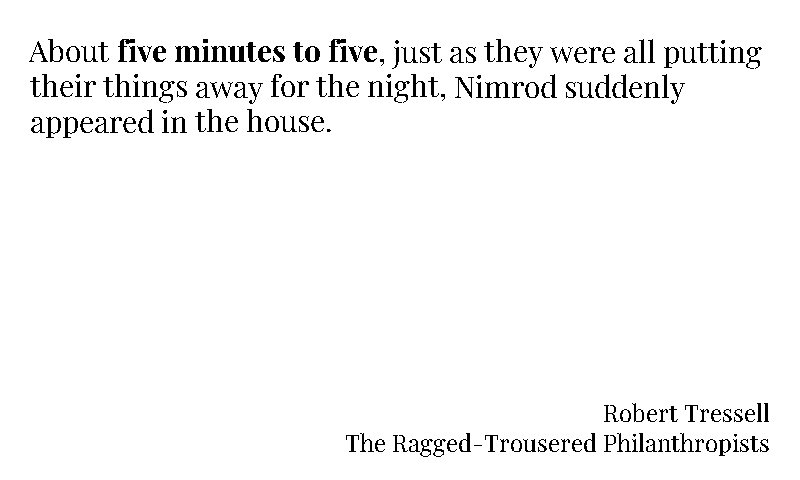 About five minutes to five, just as they were all putting
their things away for the night, Nimrod suddenly
appeared in the house.
Robert Tressell
The Ragged-Trousered Philanthropists